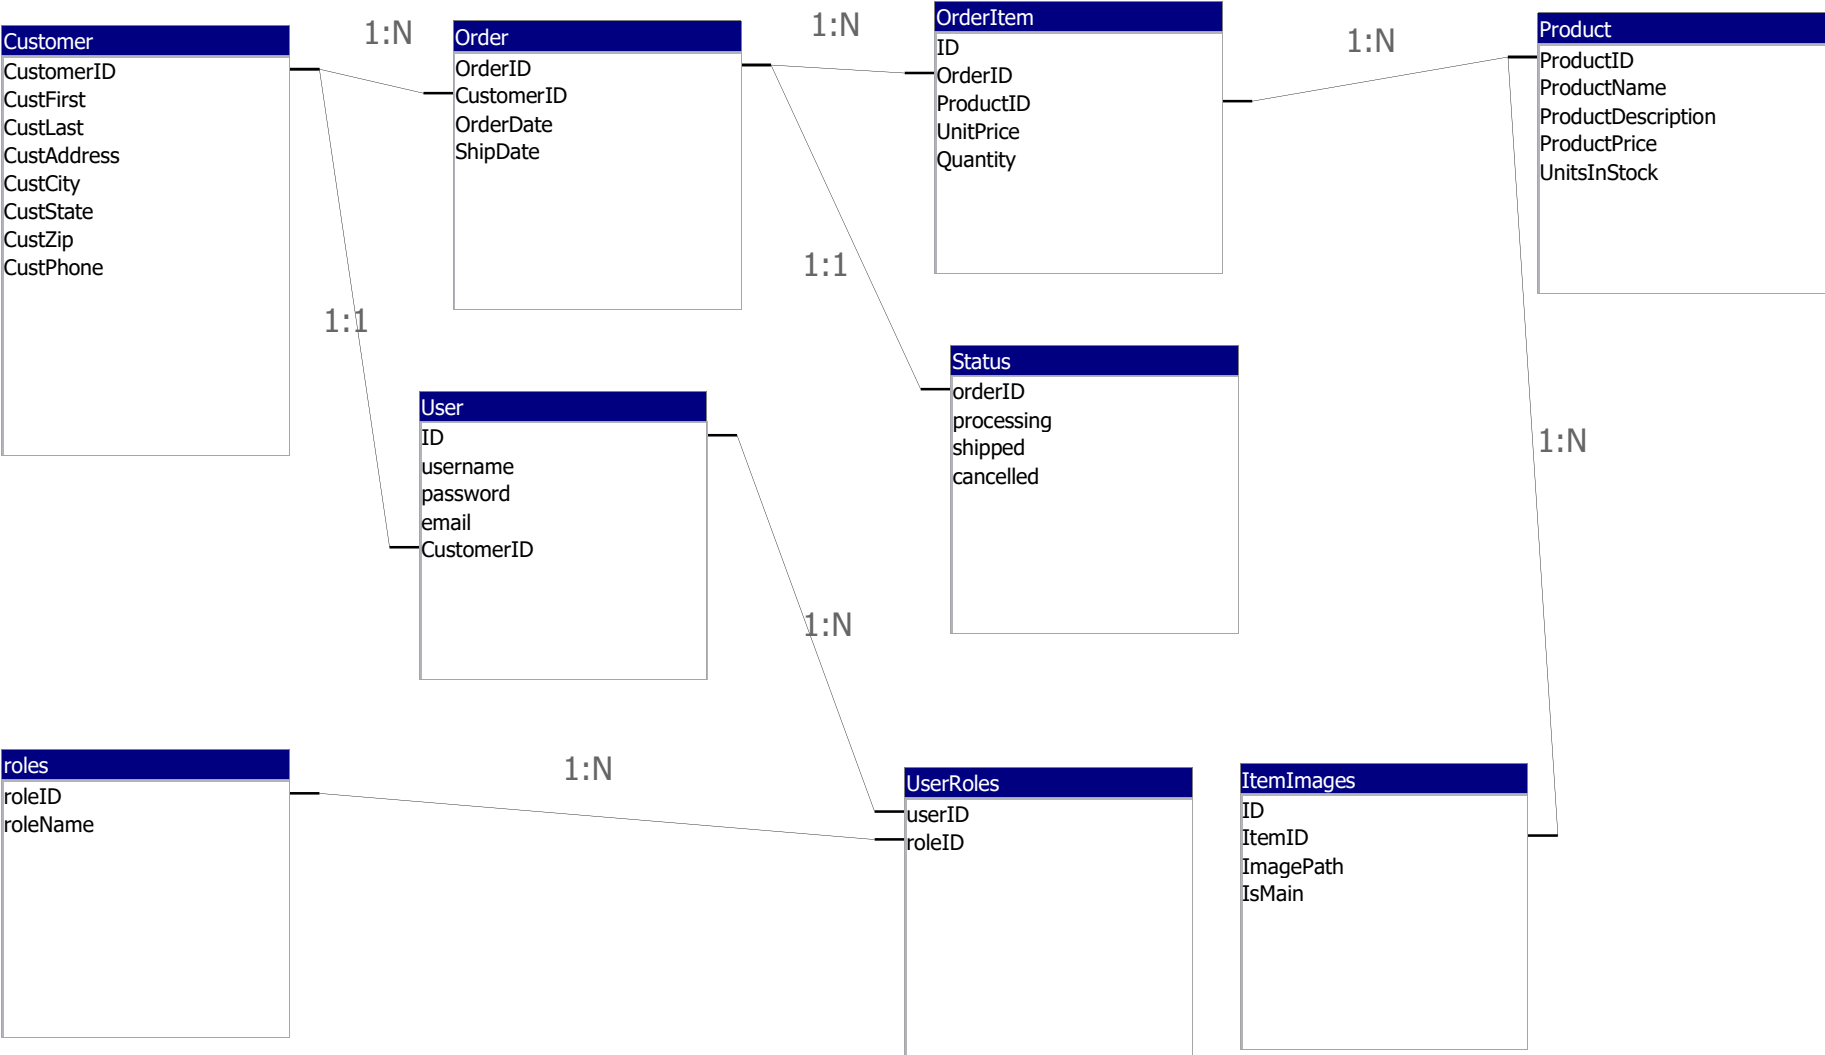 Customer
CustomerID
CustFirst
CustLast
CustAddress
CustCity
CustState
CustZip
CustPhone
1:N
Order
OrderID
CustomerID
OrderDate
ShipDate
1:N
OrderItem
ID
OrderID
ProductID
UnitPrice
Quantity
1:N
Product
ProductID
ProductName
ProductDescription
ProductPrice
UnitsInStock
1:1
1:1
User
ID
username
password
email
CustomerID
Status
orderID
processing
shipped
cancelled
1:N
1:N
roles
roleID
roleName
1:N
UserRoles
userID
roleID
ItemImages
ID
ItemID
ImagePath
IsMain